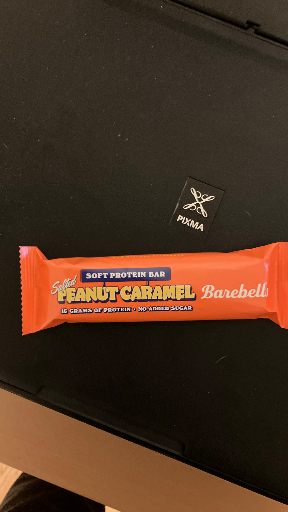 PIXMA
SOFT PROTEIN BAR
Salted
PEANUT CARAMEL
Barebells
16 GRAMS OF PROTEIN • NO ADDED SUGAR